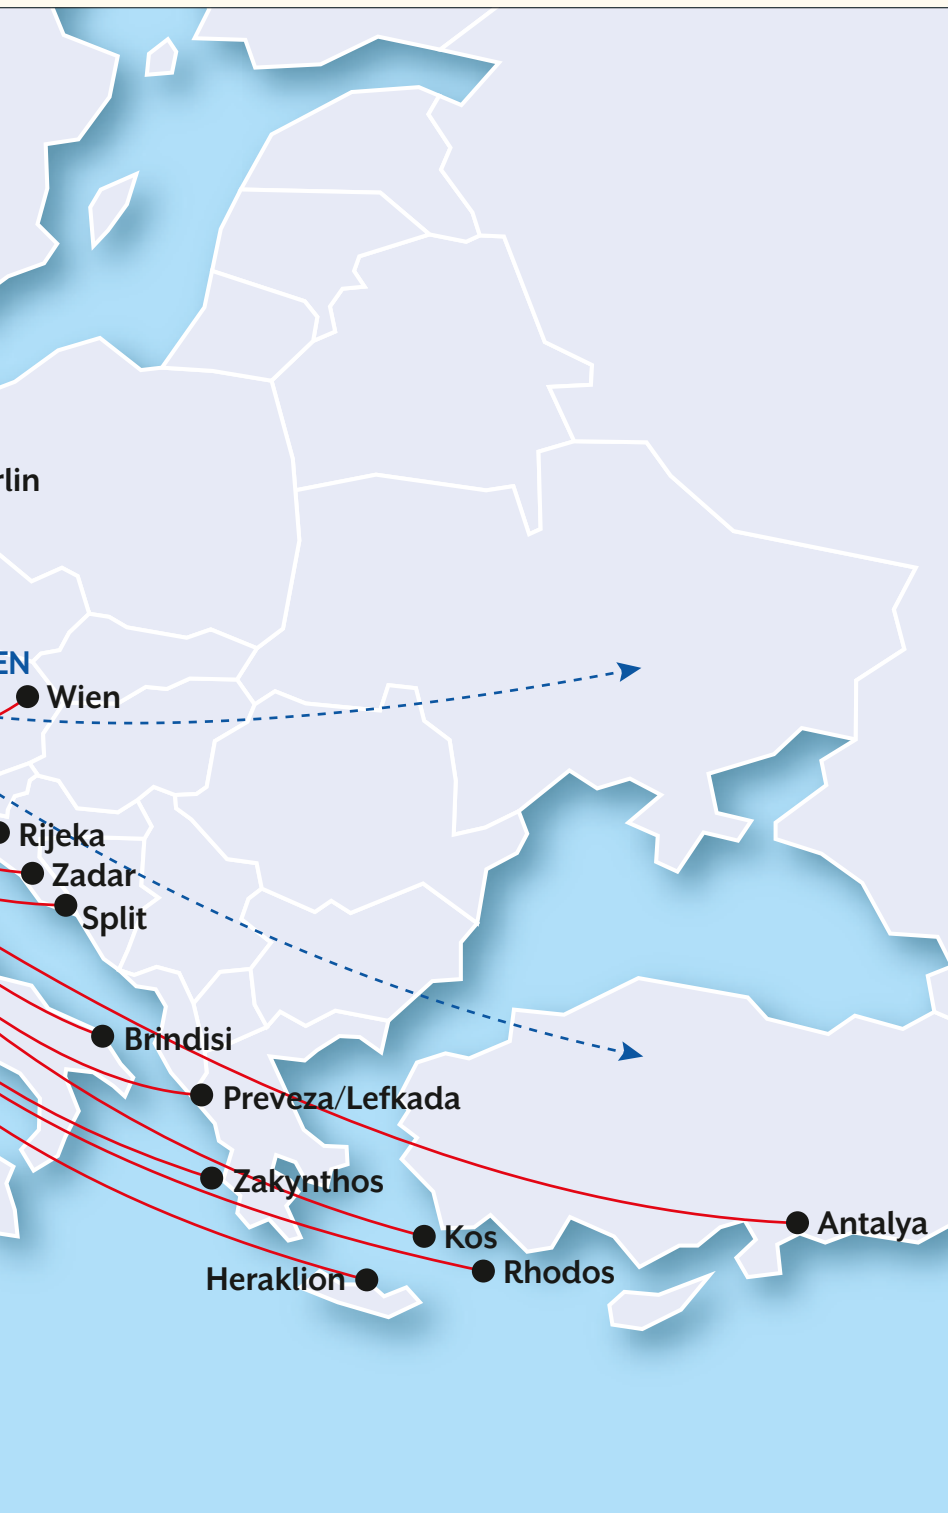 rlin
EN
Wien
Rijeka
Zadar
Split
Brindisi
Preveza/Lefkada
Zakynthos
Antalya
Kos
Rhodos
Heraklion